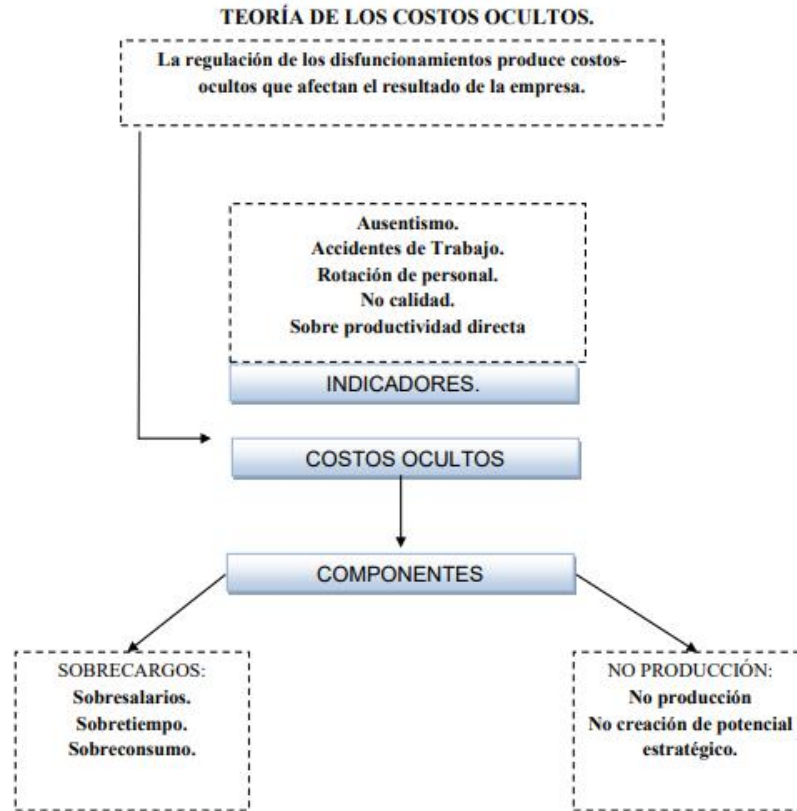 TEORÍA DE LOS COSTOS OCULTOS.
La regulación de los disfuncionamientos produce costos-
ocultos que afectan el resultado de la empresa.
Ausentismo.
Accidentes de Trabajo.
Rotación de personal.
No calidad.
Sobre productividad directa
INDICADORES.
COSTOS OCULTOS
COMPONENTES
SOBRECARGOS:
Sobresalarios.
Sobretiempo.
Sobreconsumo.
NO PRODUCCIÓN:
No producción
No creación de potencial
estratégico.